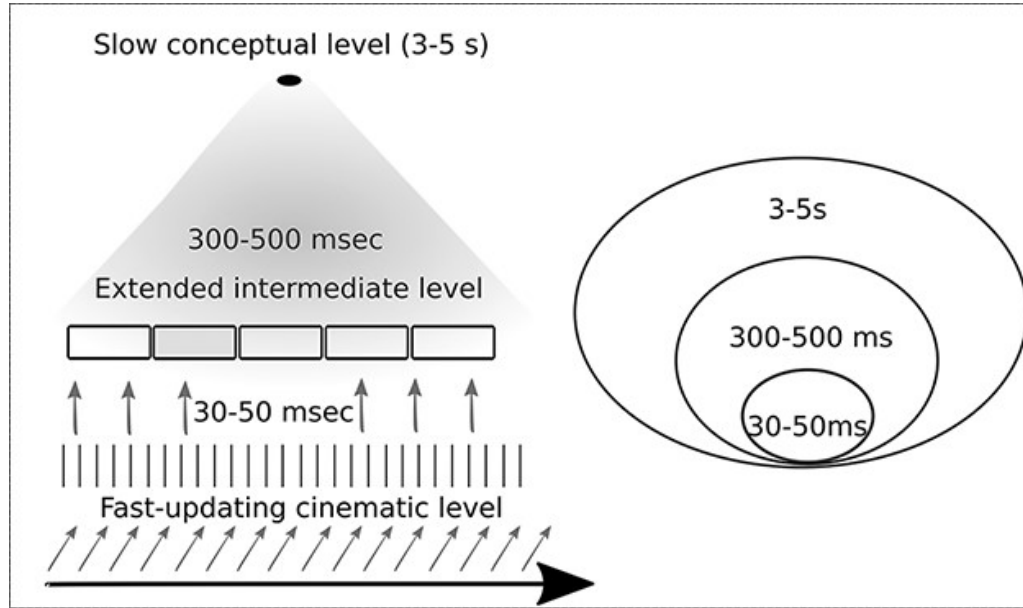 Slow conceptual level (3-5 s)
300-500 msec
Extended intermediate level
30-50 msec
Fast-updating cinematic level
3-5s
300-500 ms
30-50ms